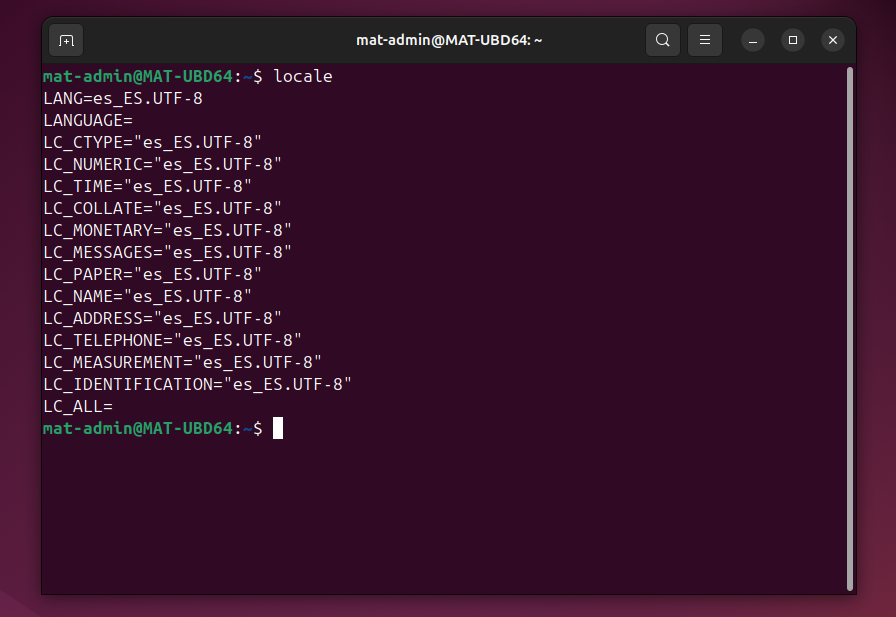 mat-admin@MAT-UBD64: ~
mat-admin@MAT-UBD64:~$ locale
LANG=es_ES.UTF-8
LANGUAGE=
LC_CTYPE="es_ES.UTF-8"
LC_NUMERIC="es_ES.UTF-8"
LC_TIME="es_ES.UTF-8"
LC_COLLATE="es_ES.UTF-8"
LC_MONETARY="es_ES.UTF-8"
LC_MESSAGES="es_ES.UTF-8"
LC_PAPER="es_ES.UTF-8"
LC_NAME="es_ES.UTF-8"
LC_ADDRESS="es_ES.UTF-8"
LC_TELEPHONE="es_ES.UTF-8"
LC_MEASUREMENT="es_ES.UTF-8"
LC_IDENTIFICATION="es_ES.UTF-8"
LC_ALL=
mat-admin@MAT-UBD64:~$